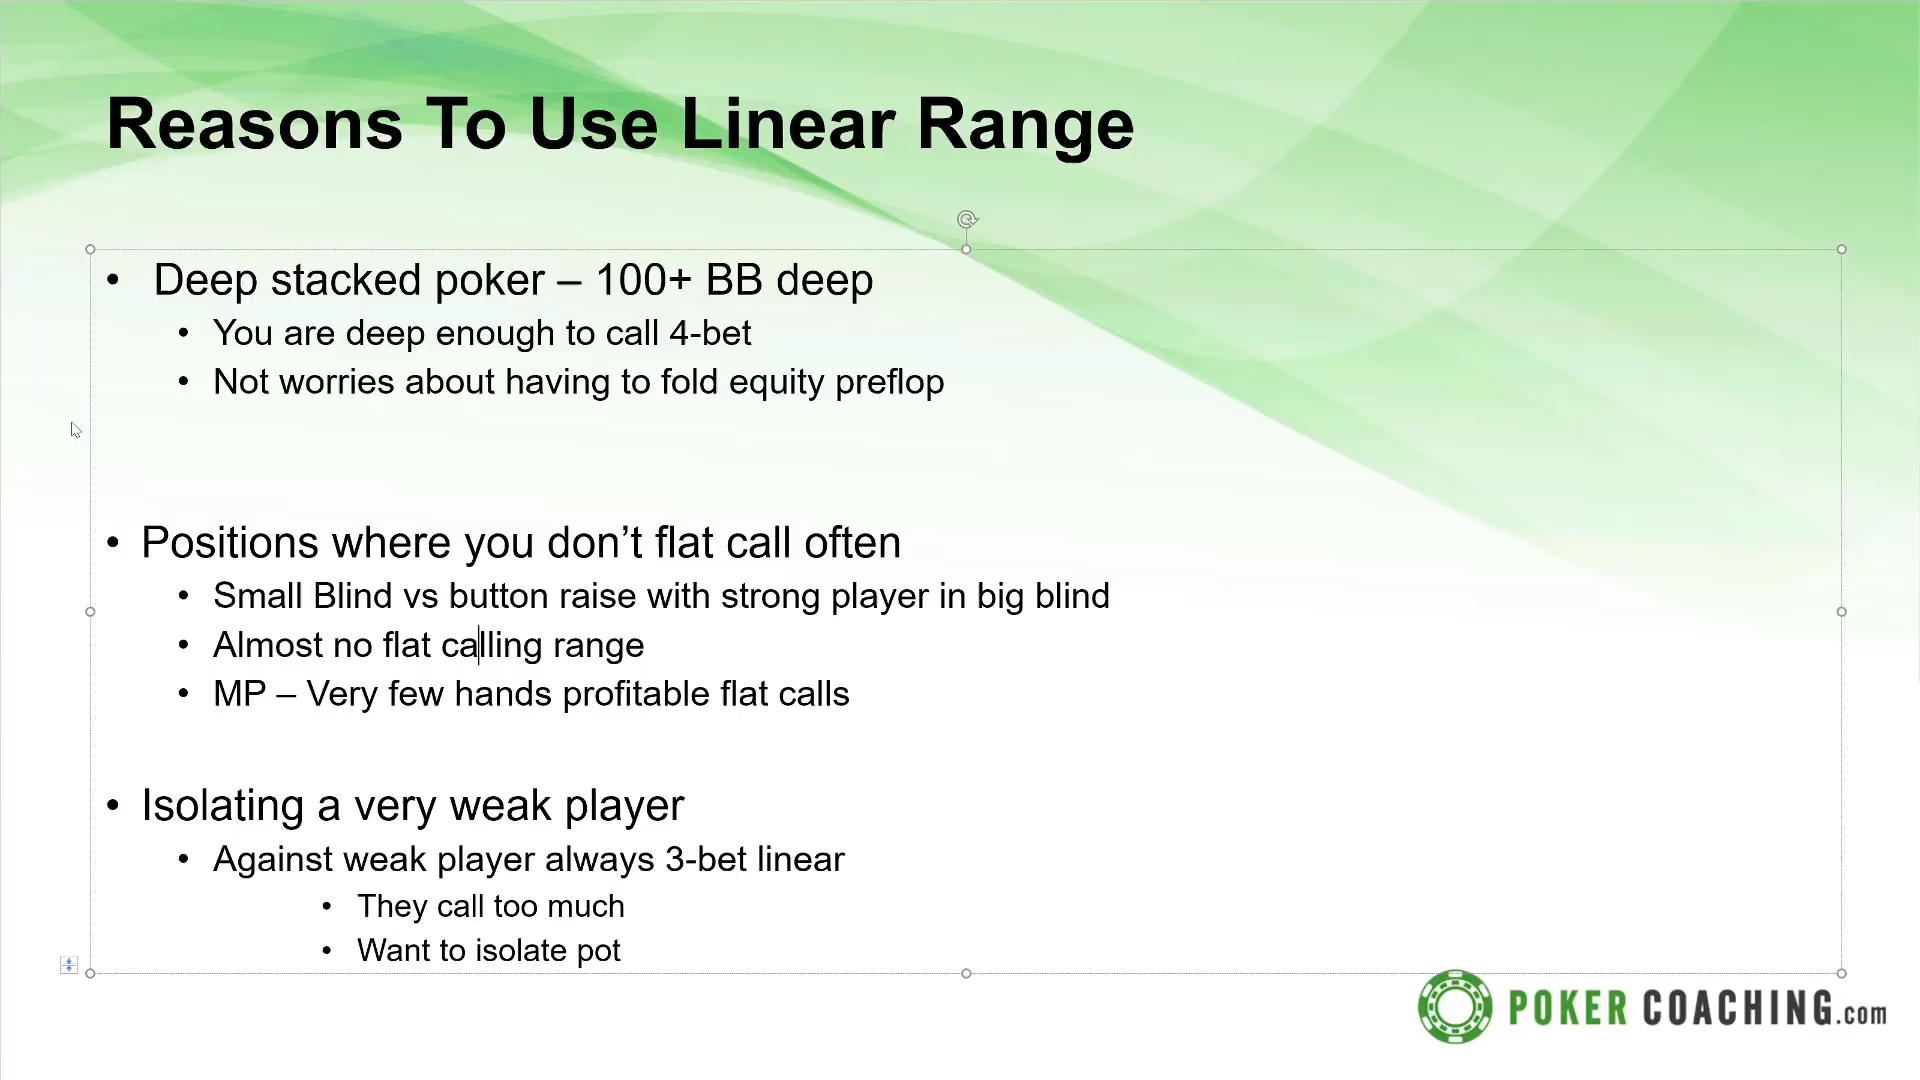 Reasons To Use Linear Range
• Deep stacked poker – 100+ BB deep
• You are deep enough to call 4-bet
• Not worries about having to fold equity preflop
• Positions where you don’t flat call often
• Small Blind vs button raise with strong player in big blind
• Almost no flat calling range
• MP – Very few hands profitable flat calls
• Isolating a very weak player
• Against weak player always 3-bet linear
• They call too much
• Want to isolate pot
POKER COACHING.com